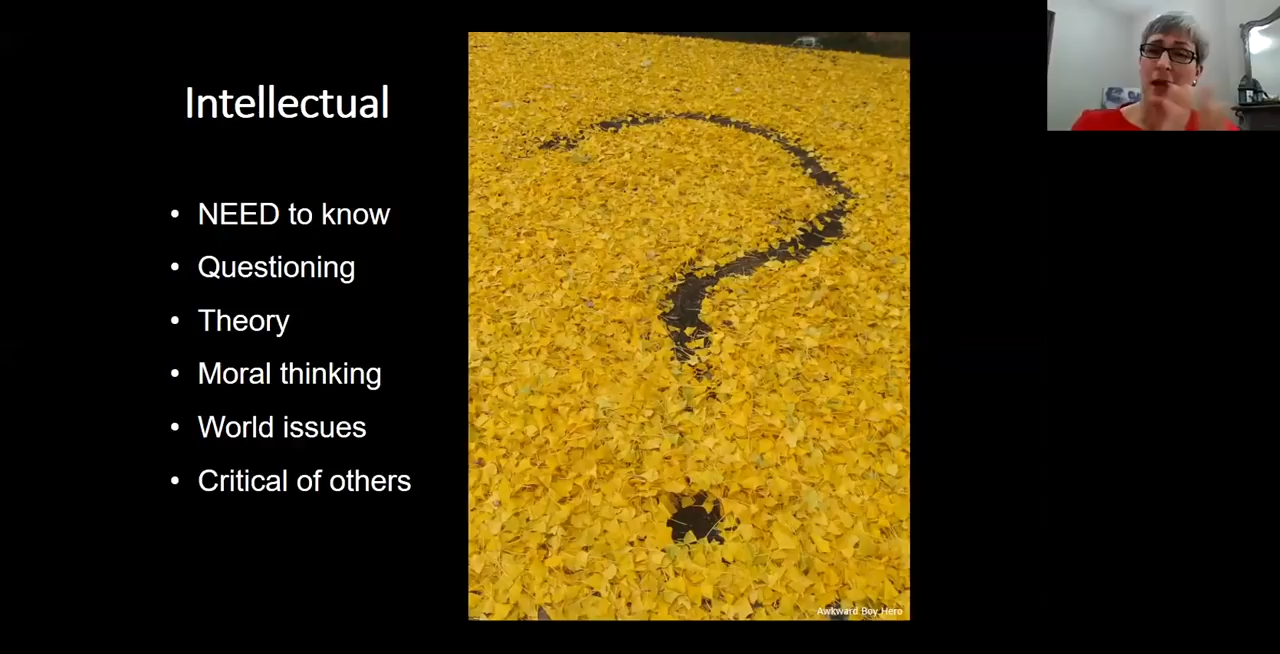 Intellectual
• NEED to know
• Questioning
• Theory
• Moral thinking
• World issues
• Critical of others
Awkward Boy Hero